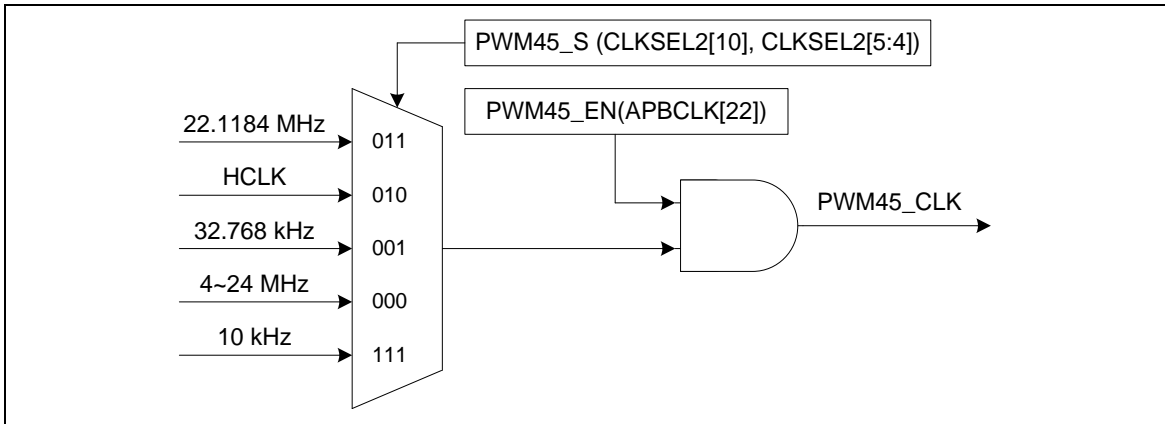 PWM45_S (CLKSEL2[10], CLKSEL2[5:4])
PWM45_EN(APBCLK[22])
22.1184 MHz
011
HCLK
010
32.768 kHz
001
4~24 MHz
000
10 kHz
111
PWM45_CLK